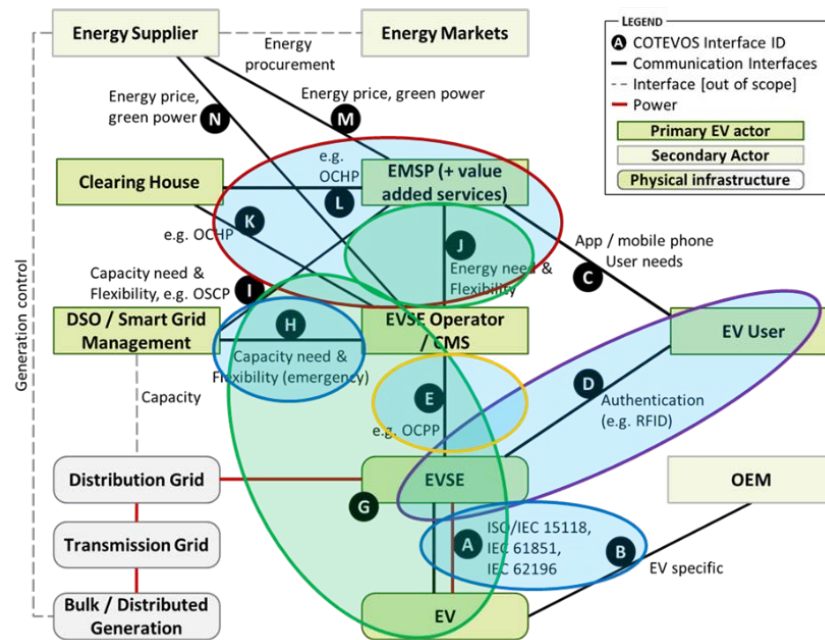 Energy Supplier
Energy
procurement
Energy Markets
LEGEND
A COTEVOS Interface ID
Communication Interfaces
Interface [out of scope]
Power
Primary EV actor
Secondary Actor
Physical infrastructure
Energy price,
green power
N
M
Energy price, green power
Clearing House
e.g.
OCHP
L
EMSP (+ value
added services)
K
e.g. OCHP
J
Energy need &
Flexibility
App / mobile phone
User needs
C
Capacity need &
Flexibility, e.g. OSCP
I
Generation control
DSO / Smart Grid
Management
H
Capacity need &
Flexibility (emergency)
EVSE Operator
/ CMS
EV User
Capacity
E
e.g. OCPP
D
Authentication
(e.g. RFID)
Distribution Grid
G
EVSE
OEM
Transmission Grid
A
ISO/IEC 15118,
IEC 61851,
IEC 62196
B
EV specific
Bulk / Distributed
Generation
EV